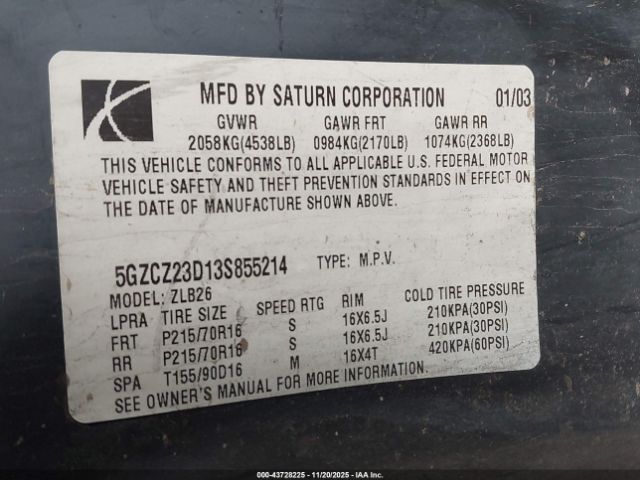 MFD BY SATURN CORPORATION 01/03
GVWR GAWR FRT GAWR RR
2058KG(4538LB) 0984KG(2170LB) 1074KG(2368LB)
THIS VEHICLE CONFORMS TO ALL APPLICABLE U.S. FEDERAL MOTOR
VEHICLE SAFETY AND THEFT PREVENTION STANDARDS IN EFFECT ON
THE DATE OF MANUFACTURE SHOWN ABOVE.
5GZCZ23D13S855214 TYPE: M.P.V.
MODEL: ZLB26
LPRA TIRE SIZE SPEED RTG RIM COLD TIRE PRESSURE
FRT P215/70R16 S 16X6.5J 210KPA(30PSI)
RR P215/70R16 S 16X6.5J 210KPA(30PSI)
SPA T155/90D16 M 16X4T 420KPA(60PSI)
SEE OWNER'S MANUAL FOR MORE INFORMATION.
000-43728225 - 11/20/2025 - IAA Inc.